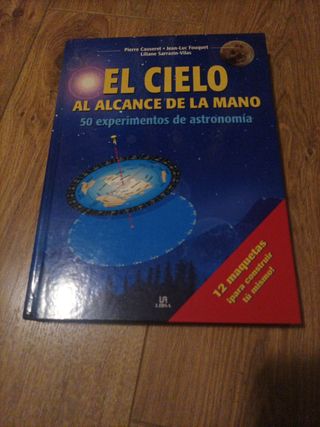 Pierre Causeret • Jean-Luc Fouquet
Liliane Sarrazin-Vilas
EL CIELO
AL ALCANCE DE LA MANO
50 experimentos de astronomía
12 maquetas
¡para construir
tú mismo!
LIBSA